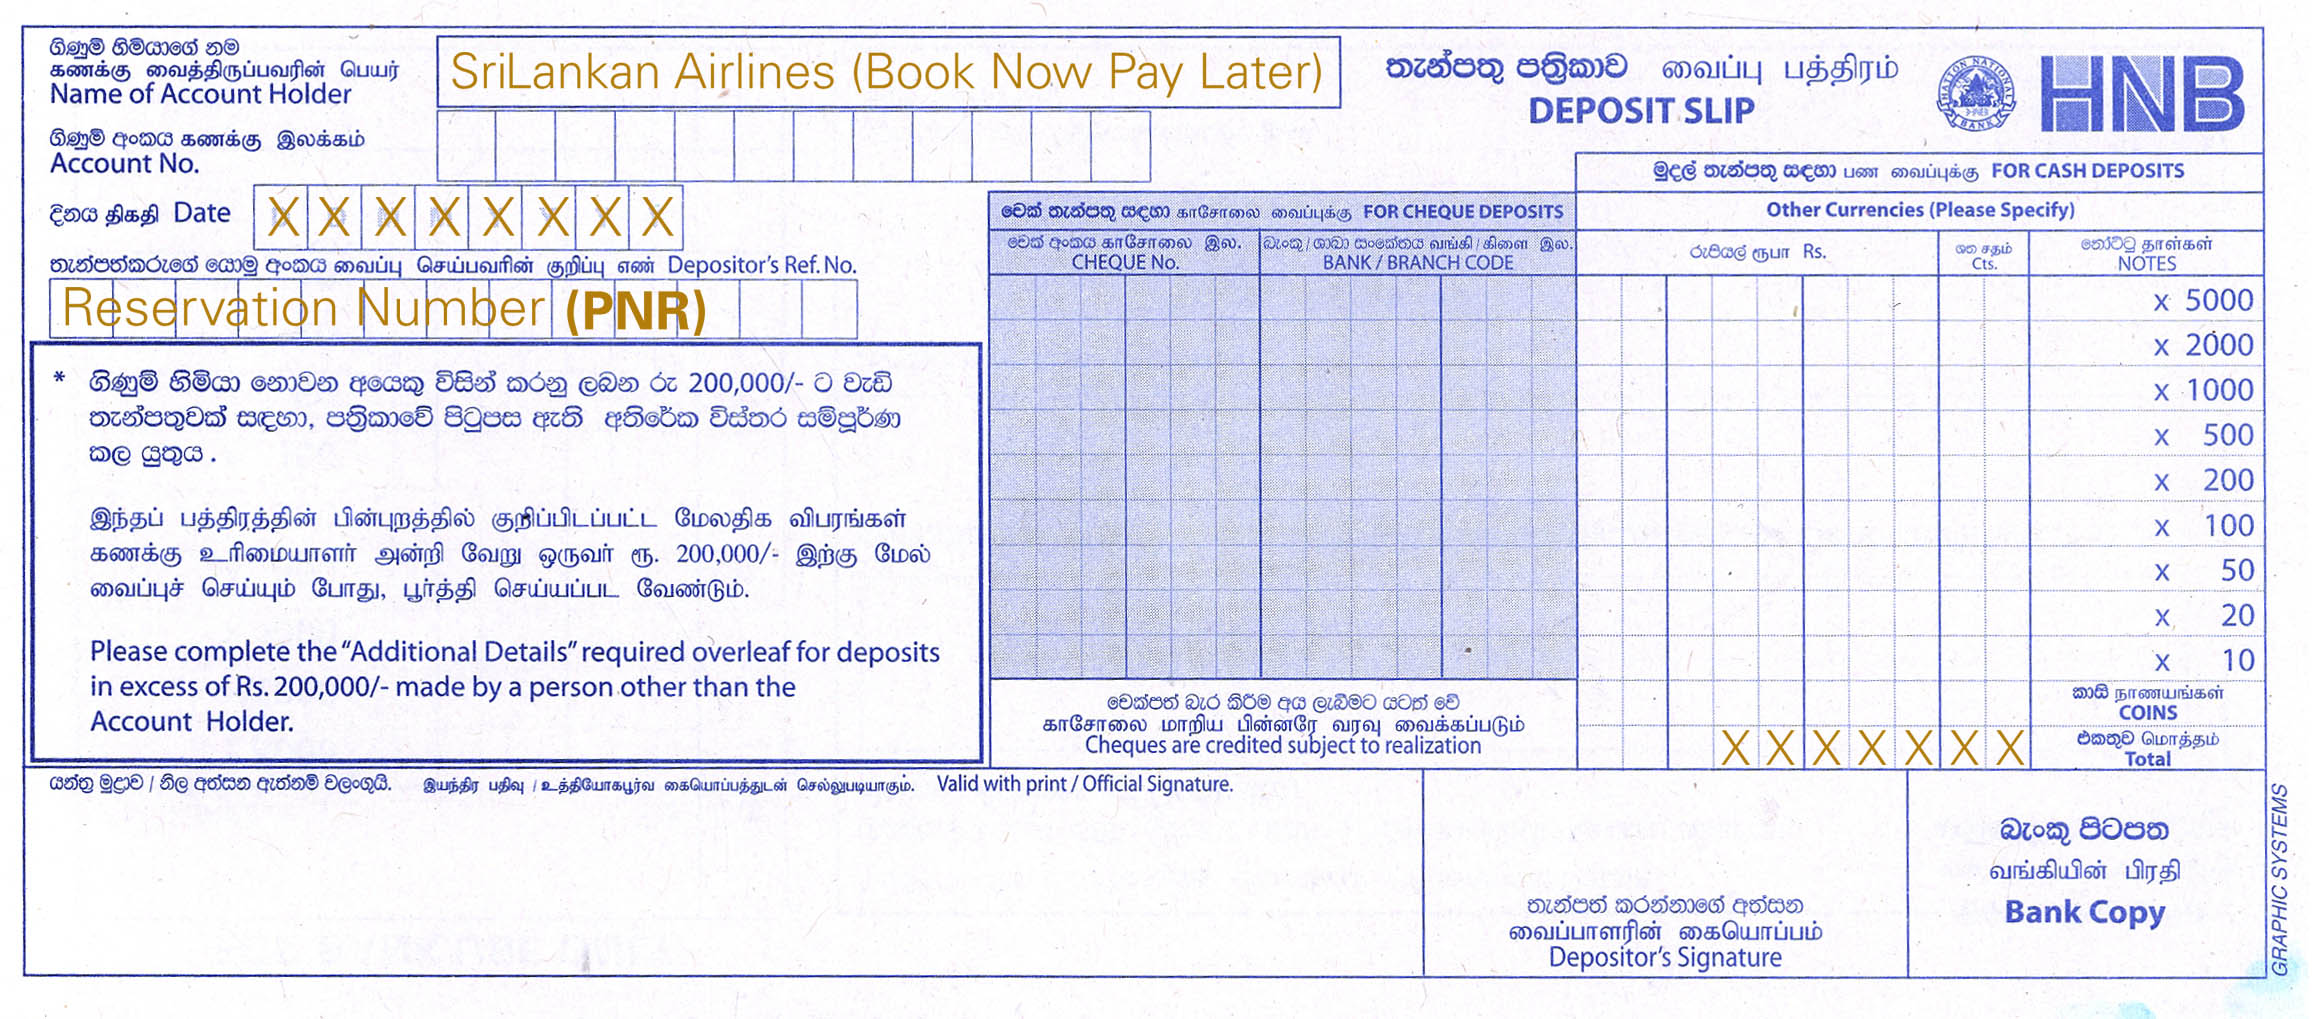 ගිණුම් හිමියාගේ නම
கணக்கு வைத்திருப்பவரின் பெயர்
Name of Account Holder
SriLankan Airlines (Book Now Pay Later)
තැන්පතු පත්‍රිකාව வைப்பு பத்திரம்
DEPOSIT SLIP
HATTON NATIONAL BANK
HNB
ගිණුම් අංකය கணக்கு இலக்கம்
Account No.
දිනය திகதி Date
X X X X X X X X
තැන්පත්කරුගේ යොමු අංකය வைப்பு செய்பவரின் குறிப்பு எண் Depositor's Ref. No.
Reservation Number (PNR)
* ගිණුම් හිමියා නොවන අයෙකු විසින් කරනු ලබන රු 200,000/- ට වැඩි
තැන්පතුවක් සඳහා, පත්‍රිකාවේ පිටුපස ඇති අතිරේක විස්තර සම්පූර්ණ
කල යුතුය.
இந்தப் பத்திரத்தின் பின்புறத்தில் குறிப்பிடப்பட்ட மேலதிக விபரங்கள்
கணக்கு உரிமையாளர் அன்றி வேறு ஒருவர் ரூ. 200,000/- இற்கு மேல்
வைப்புச் செய்யும் போது, பூர்த்தி செய்யப்பட வேண்டும்.
Please complete the “Additional Details” required overleaf for deposits
in excess of Rs. 200,000/- made by a person other than the
Account Holder.
චෙක් තැන්පතු සඳහා காசோலை வைப்புக்கு FOR CHEQUE DEPOSITS
චෙක් අංකය காசோலை இல.
CHEQUE No.
බැංකු / ශාඛා සංකේතය வங்கி / கிளை இல.
BANK / BRANCH CODE
චෙක්පත් බැර කිරීම අය ලැබීමට යටත් වේ
காசோலை மாறிய பின்னரே வரவு வைக்கப்படும்
Cheques are credited subject to realization
මුදල් තැන්පතු සඳහා பண வைப்புக்கு FOR CASH DEPOSITS
Other Currencies (Please Specify)
රුපියල් ரூபா Rs.
ශත சதம்
Cts.
නෝට්ටු தாள்கள்
NOTES
x 5000
x 2000
x 1000
x 500
x 200
x 100
x 50
x 20
x 10
කාසි நாணயங்கள்
COINS
X X X X X X X
එකතුව மொத்தம்
Total
යන්ත්‍ර මුද්‍රාව / නිල අත්සන ඇත්නම් වලංගුයි. இயந்திர பதிவு / உத்தியோகபூர்வ கையொப்பத்துடன் செல்லுபடியாகும். Valid with print / Official Signature.
තැන්පත් කරන්නාගේ අත්සන
வைப்பாளரின் கையொப்பம்
Depositor's Signature
බැංකු පිටපත
வங்கியின் பிரதி
Bank Copy
GRAPHIC SYSTEMS